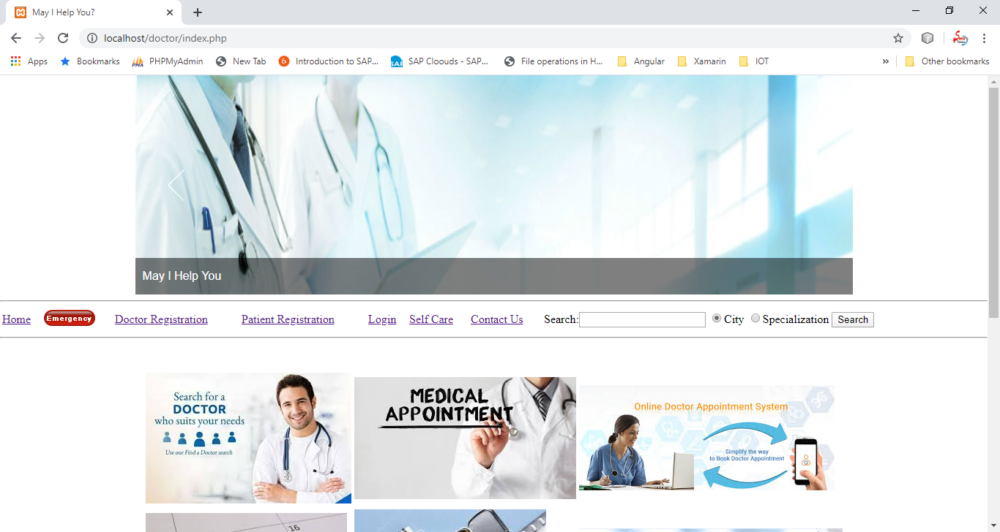 May I Help You?
localhost/doctor/index.php
Apps Bookmarks PHPMyAdmin New Tab Introduction to SAP... SAP Cloouds - SAP... File operations in H... Angular Xamarin IOT » Other bookmarks
May I Help You
Home Emergency Doctor Registration Patient Registration Login Self Care Contact Us Search: City Specialization Search
Search for a
DOCTOR
who suits your needs
Use our Find a Doctor search
MEDICAL
APPOINTMENT
Online Doctor Appointment System
Simplify the way
to Book Doctor Appointment
16